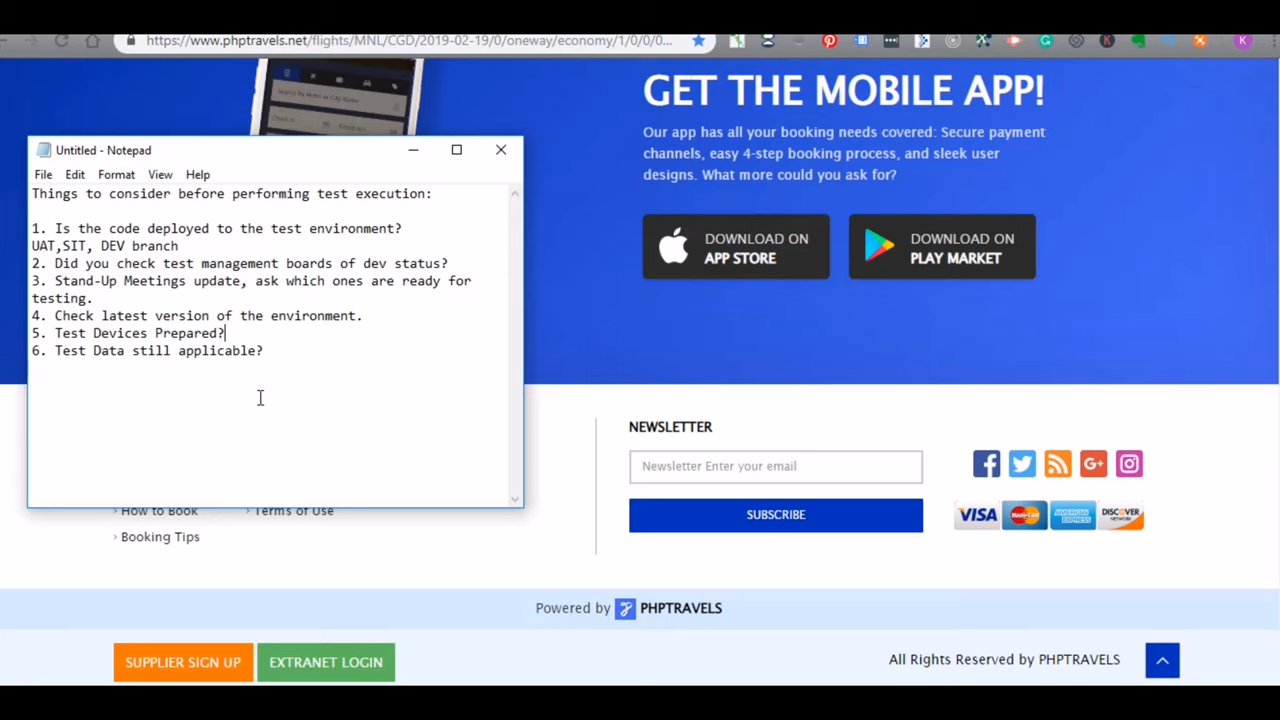 https://www.phptravels.net/flights/MNL/CGD/2019-02-19/0/oneway/economy/1/0/0/0...
GET THE MOBILE APP!
Our app has all your booking needs covered: Secure payment
channels, easy 4-step booking process, and sleek user
designs. What more could you ask for?
DOWNLOAD ON
APP STORE
DOWNLOAD ON
PLAY MARKET
Untitled - Notepad
File Edit Format View Help
Things to consider before performing test execution:
1. Is the code deployed to the test environment?
UAT,SIT, DEV branch
2. Did you check test management boards of dev status?
3. Stand-Up Meetings update, ask which ones are ready for
testing.
4. Check latest version of the environment.
5. Test Devices Prepared?
6. Test Data still applicable?
How to Book
Terms of Use
Booking Tips
NEWSLETTER
Newsletter Enter your email
SUBSCRIBE
G+
VISA
MasterCard
AMERICAN EXPRESS
DISCOVER NETWORK
Powered by PHPTRAVELS
SUPPLIER SIGN UP
EXTRANET LOGIN
All Rights Reserved by PHPTRAVELS